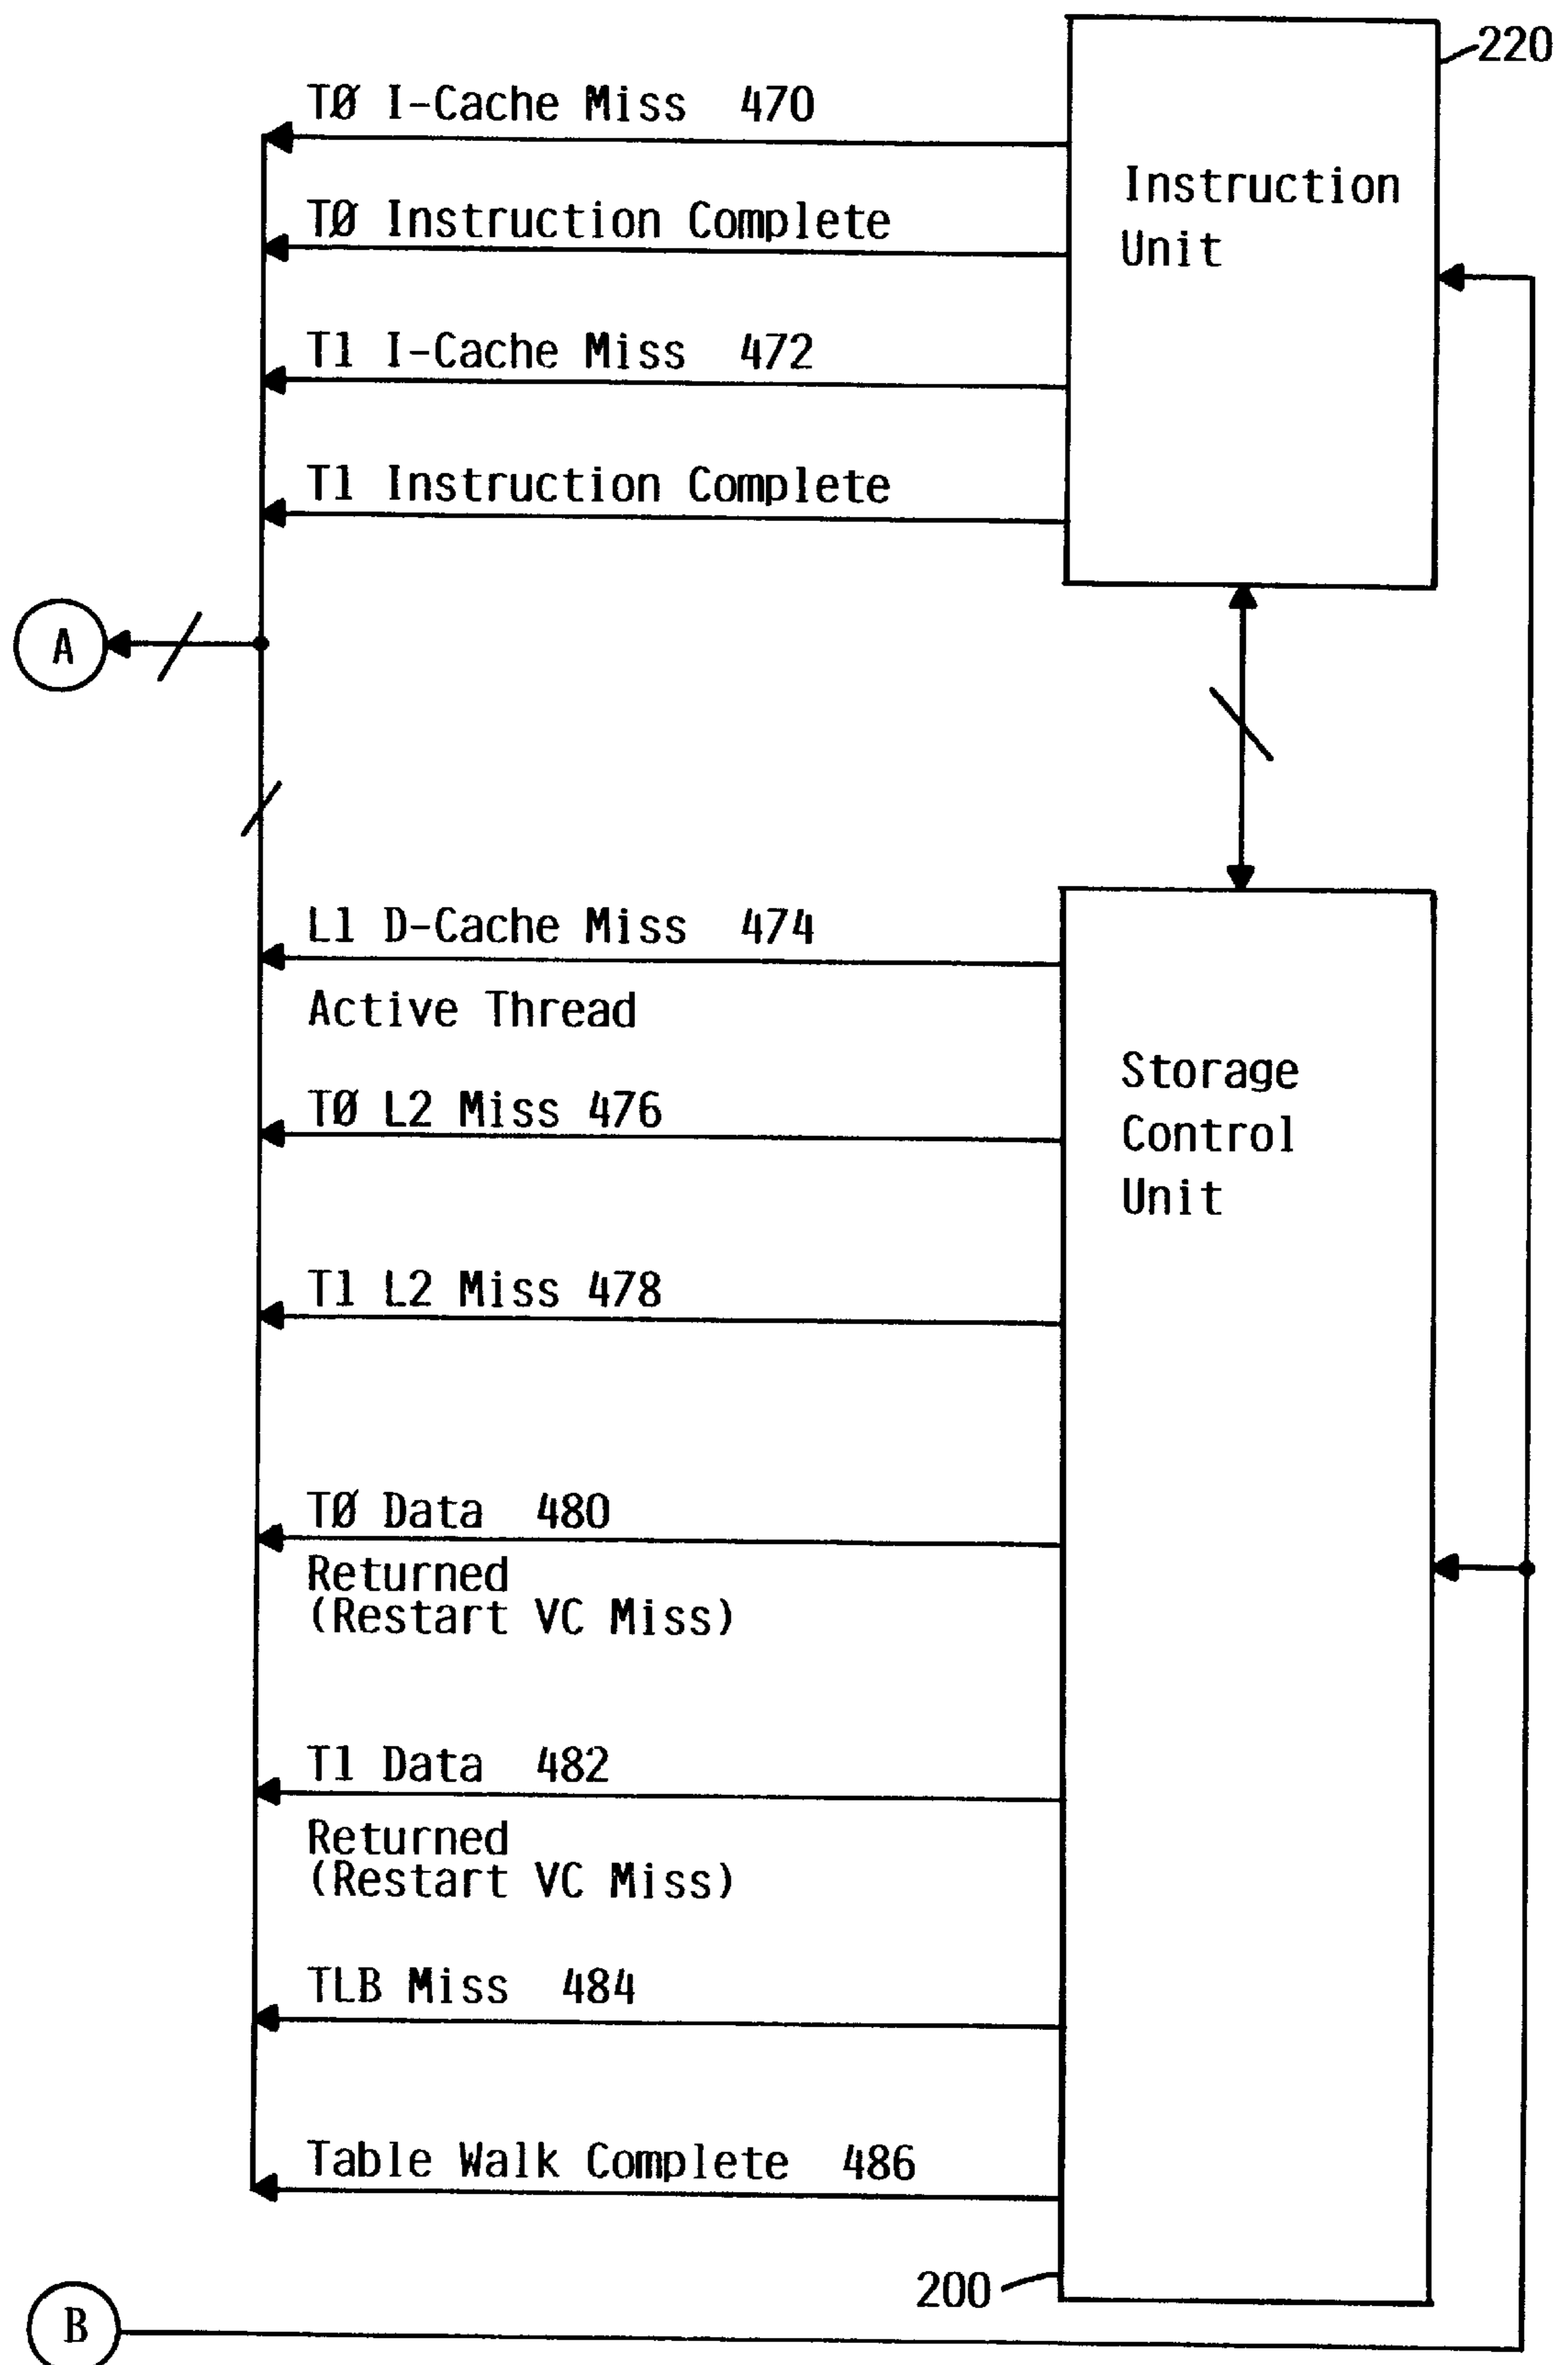 220
TØ I-Cache Miss 470
Instruction
Unit
TØ Instruction Complete
T1 I-Cache Miss 472
T1 Instruction Complete
A
L1 D-Cache Miss 474
Active Thread
Storage
Control
Unit
TØ L2 Miss 476
T1 L2 Miss 478
TØ Data 480
Returned
(Restart VC Miss)
T1 Data 482
Returned
(Restart VC Miss)
TLB Miss 484
Table Walk Complete 486
200
B